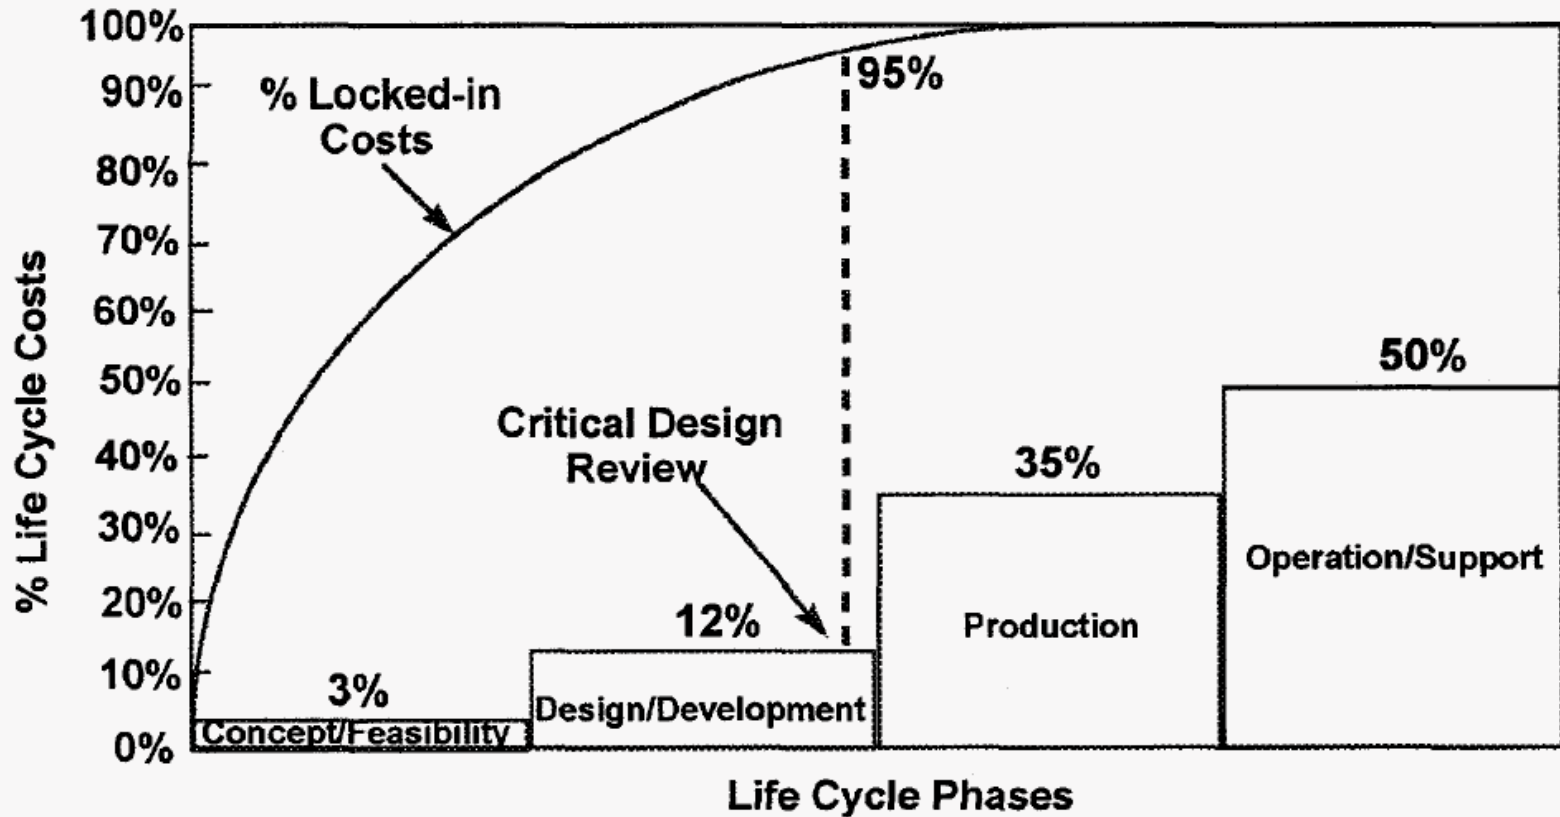 100%
90%
80%
70%
60%
50%
40%
30%
20%
10%
0%
% Life Cycle Costs
% Locked-in
Costs
95%
Critical Design
Review
3%
Concept/Feasibility
12%
Design/Development
35%
Production
50%
Operation/Support
Life Cycle Phases